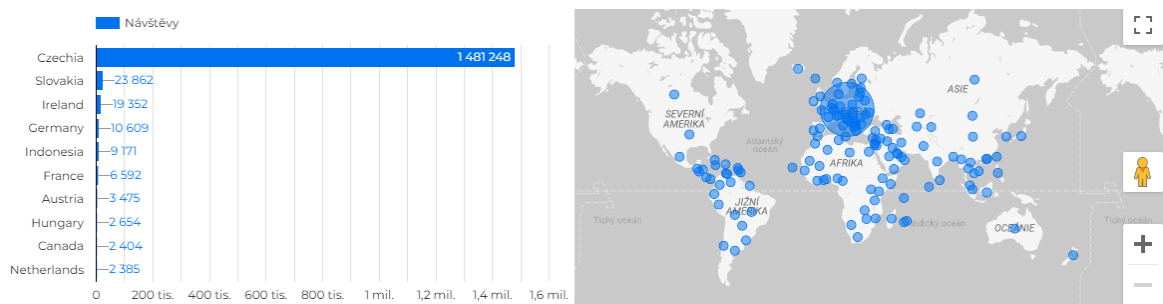 Návštěvy
Czechia 1 481 248
Slovakia 23 862
Ireland 19 352
Germany 10 609
Indonesia 9 171
France 6 592
Austria 3 475
Hungary 2 654
Canada 2 404
Netherlands 2 385
0 200 tis. 400 tis. 600 tis. 800 tis. 1 mil. 1,2 mil. 1,4 mil. 1,6 mil.
ASIE
SEVERNÍ
AMERIKA
Atlantský
oceán
AFRIKA
JIŽNÍ
AMERIKA
Tichý oceán
Indický oceán
OCEÁNIE
Tichý oceán